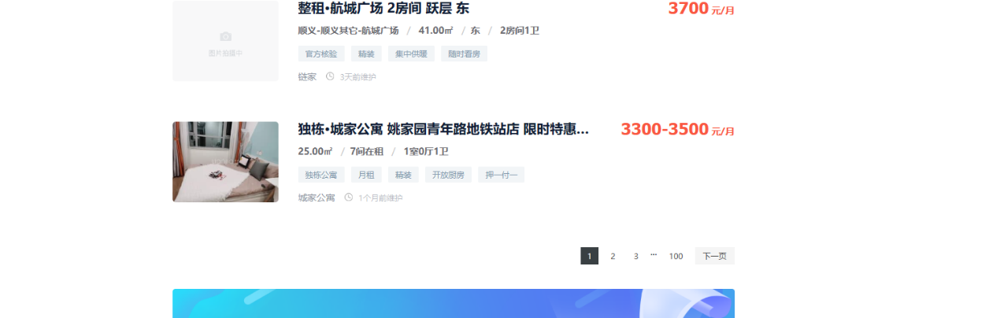 整租·航城广场 2房间 跃层 东
3700 元/月
顺义-顺义其它-航城广场 / 41.00㎡ / 东 / 2房间1卫
图片拍摄中
官方核验 精装 集中供暖 随时看房
链家 3天前维护
独栋·城家公寓 姚家园青年路地铁站店 限时特惠...
3300-3500 元/月
25.00㎡ / 7间在租 / 1室0厅1卫
独栋公寓 月租 精装 开放厨房 押一付一
城家公寓 1个月前维护
1 2 3 ... 100 下一页